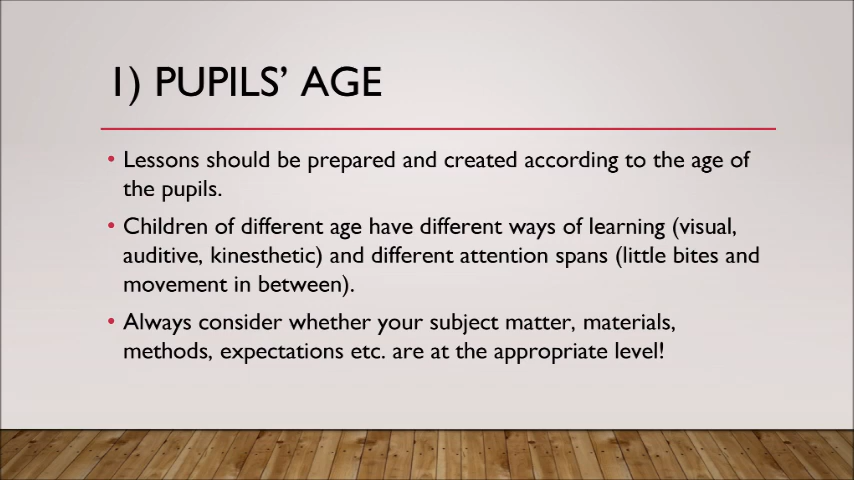 1) PUPILS’ AGE
• Lessons should be prepared and created according to the age of
the pupils.
• Children of different age have different ways of learning (visual,
auditive, kinesthetic) and different attention spans (little bites and
movement in between).
• Always consider whether your subject matter, materials,
methods, expectations etc. are at the appropriate level!